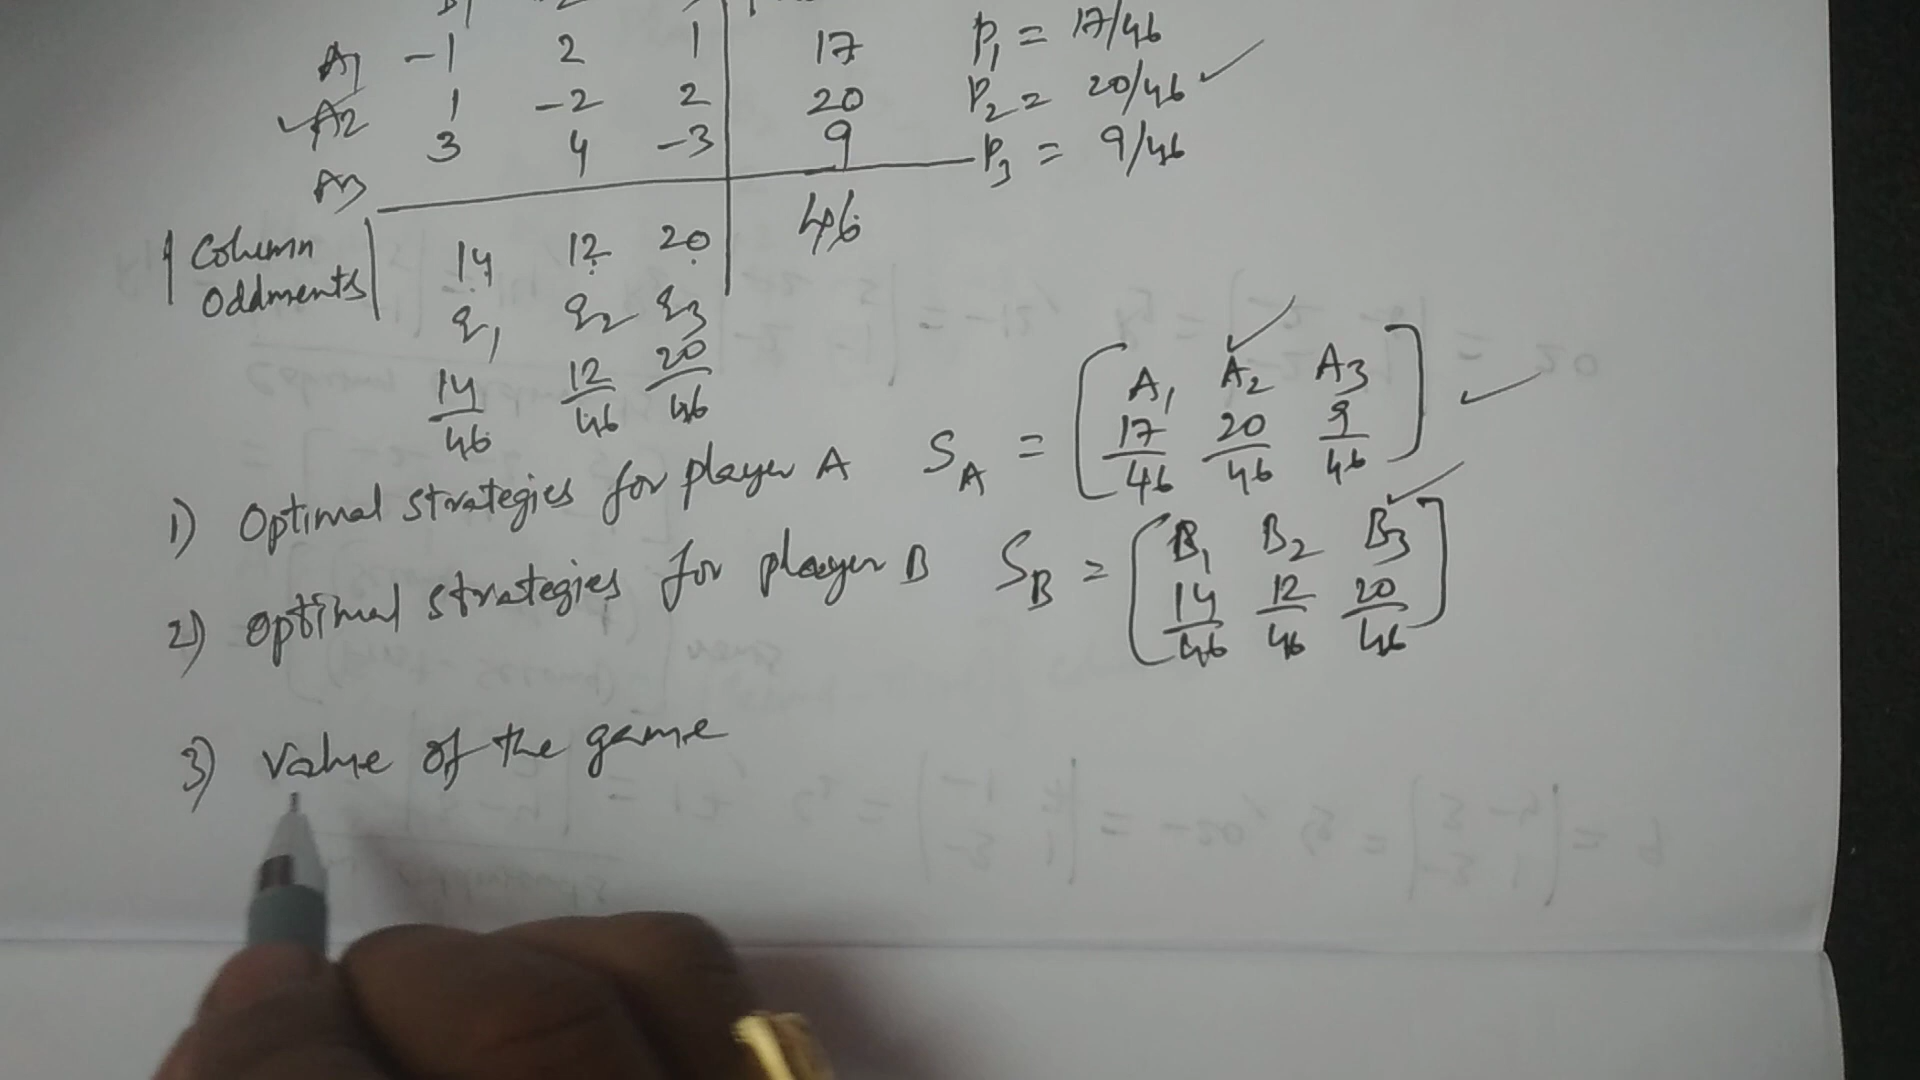 A1 -1 2 1 17 P1 = 17/46
A2 1 -2 2 20 P2 = 20/46
A3 3 4 -3 9 P3 = 9/46
Column Oddments 14 12 20 46
q1 q2 q3
14/46 12/46 20/46
1) Optimal strategies for player A SA = [A1 A2 A3
17/46 20/46 9/46]
2) Optimal strategies for player B SB = [B1 B2 B3
14/46 12/46 20/46]
3) Value of the game